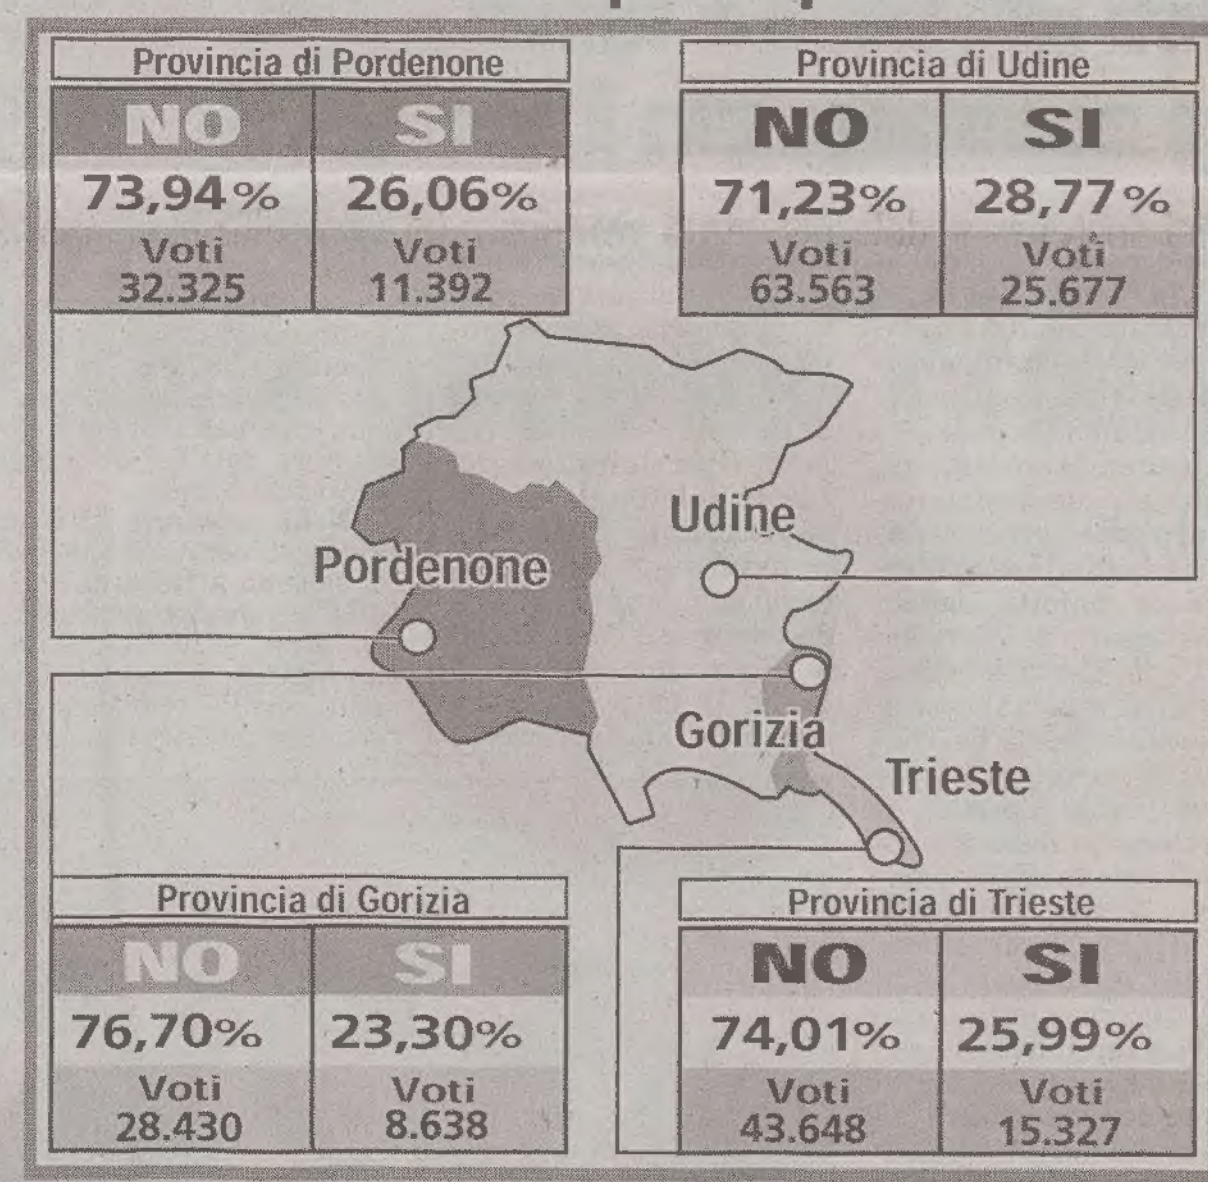 Provincia di Pordenone
NO SI
73,94% 26,06%
Voti Voti
32.325 11.392
Provincia di Udine
NO SI
71,23% 28,77%
Voti Voti
63.563 25.677
Udine
Pordenone
Gorizia
Trieste
Provincia di Gorizia
NO SI
76,70% 23,30%
Voti Voti
28.430 8.638
Provincia di Trieste
NO SI
74,01% 25,99%
Voti Voti
43.648 15.327